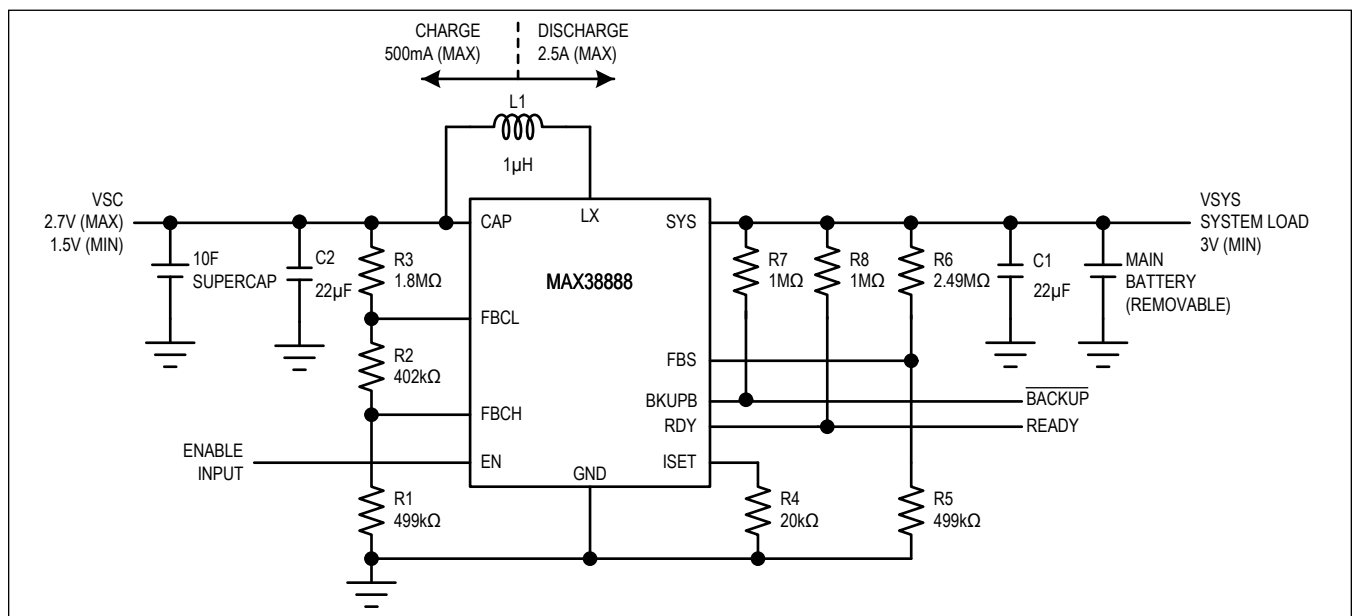 CHARGE
500mA (MAX)
DISCHARGE
2.5A (MAX)
L1
1µH
VSC
2.7V (MAX)
1.5V (MIN)
CAP
LX
SYS
VSYS
SYSTEM LOAD
3V (MIN)
10F
SUPERCAP
C2
22µF
R3
1.8MΩ
MAX38888
R7
1MΩ
R8
1MΩ
R6
2.49MΩ
C1
22µF
MAIN
BATTERY
(REMOVABLE)
FBCL
R2
402kΩ
FBS
FBCH
BKUPB
BACKUP
RDY
READY
ENABLE
INPUT
EN
GND
ISET
R1
499kΩ
R4
20kΩ
R5
499kΩ